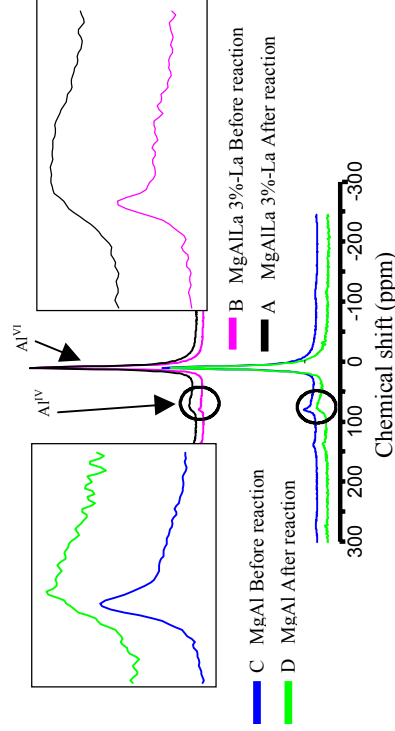 Al^VI
Al^IV
B MgAlLa 3%-La Before reaction
A MgAlLa 3%-La After reaction
C MgAl Before reaction
D MgAl After reaction
300 200 100 0 -100 -200 -300
Chemical shift (ppm)